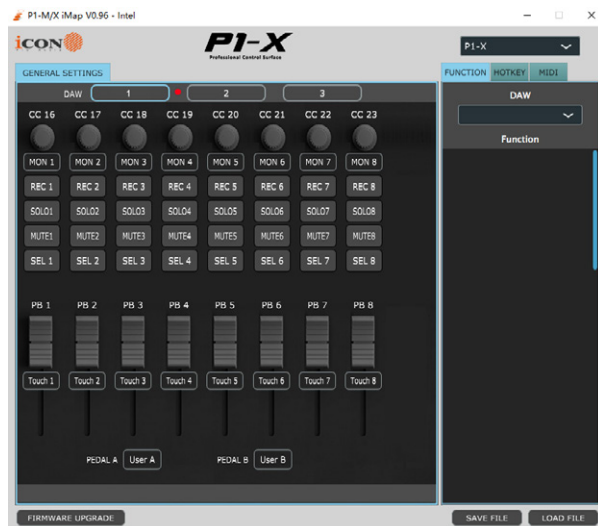 P1-M/X iMap V0.96 - Intel
iCON
P1-X
Professional Control Surface
P1-X
GENERAL SETTINGS
FUNCTION HOTKEY MIDI
DAW 1 2 3
DAW
Function
CC 16 CC 17 CC 18 CC 19 CC 20 CC 21 CC 22 CC 23
MON 1 MON 2 MON 3 MON 4 MON 5 MON 6 MON 7 MON 8
REC 1 REC 2 REC 3 REC 4 REC 5 REC 6 REC 7 REC 8
SOLO1 SOLO2 SOLO3 SOLO4 SOLO5 SOLO6 SOLO7 SOLO8
MUTE1 MUTE2 MUTE3 MUTE4 MUTE5 MUTE6 MUTE7 MUTE8
SEL 1 SEL 2 SEL 3 SEL 4 SEL 5 SEL 6 SEL 7 SEL 8
PB 1 PB 2 PB 3 PB 4 PB 5 PB 6 PB 7 PB 8
Touch 1 Touch 2 Touch 3 Touch 4 Touch 5 Touch 6 Touch 7 Touch 8
PEDAL A User A PEDAL B User B
FIRMWARE UPGRADE SAVE FILE LOAD FILE